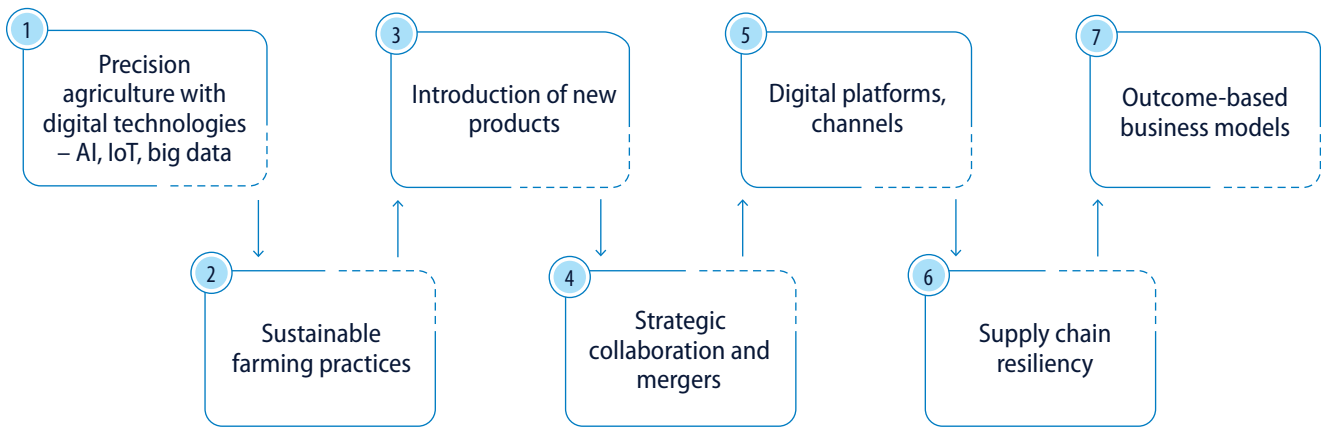 1
Precision
agriculture with
digital technologies
– AI, IoT, big data
2
Sustainable
farming practices
3
Introduction of new
products
4
Strategic
collaboration and
mergers
5
Digital platforms,
channels
6
Supply chain
resiliency
7
Outcome-based
business models